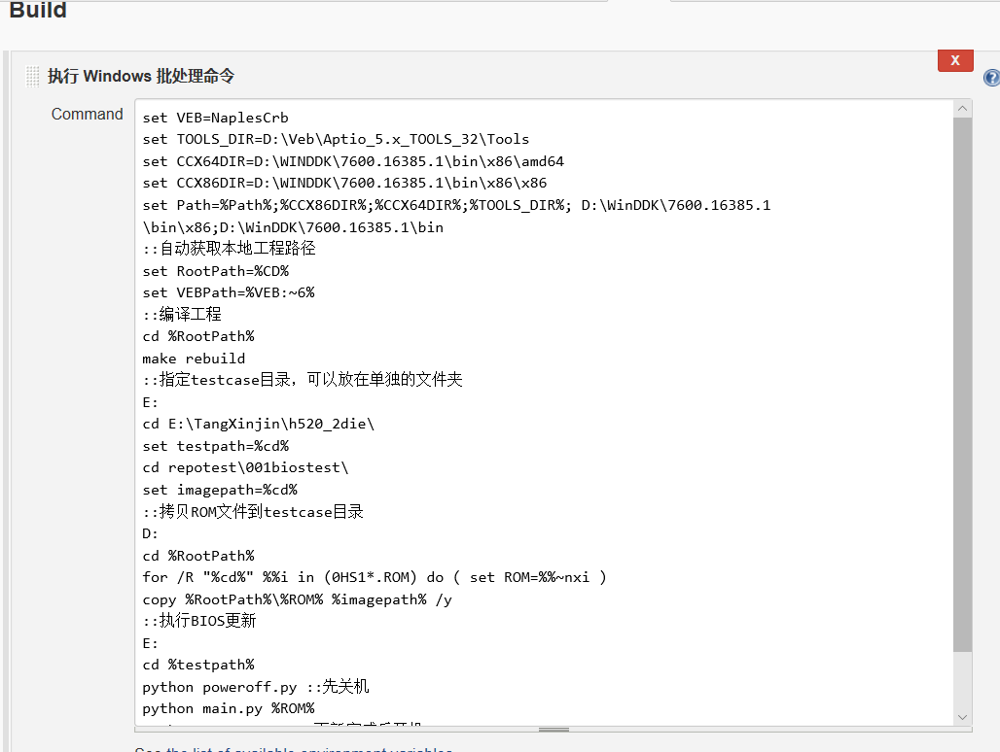 Build
执行 Windows 批处理命令
X
?
Command
set VEB=NaplesCrb
set TOOLS_DIR=D:\Veb\Aptio_5.x_TOOLS_32\Tools
set CCX64DIR=D:\WINDDK\7600.16385.1\bin\x86\amd64
set CCX86DIR=D:\WINDDK\7600.16385.1\bin\x86\x86
set Path=%Path%;%CCX86DIR%;%CCX64DIR%;%TOOLS_DIR%; D:\WinDDK\7600.16385.1
\bin\x86;D:\WinDDK\7600.16385.1\bin
::自动获取本地工程路径
set RootPath=%CD%
set VEBPath=%VEB:~6%
::编译工程
cd %RootPath%
make rebuild
::指定testcase目录，可以放在单独的文件夹
E:
cd E:\TangXinjin\h520_2die\
set testpath=%cd%
cd repotest\001biostest\
set imagepath=%cd%
::拷贝ROM文件到testcase目录
D:
cd %RootPath%
for /R "%cd%" %%i in (0HS1*.ROM) do ( set ROM=%%~nxi )
copy %RootPath%\%ROM% %imagepath% /y
::执行BIOS更新
E:
cd %testpath%
python poweroff.py ::先关机
python main.py %ROM%
See the list of available environment variables